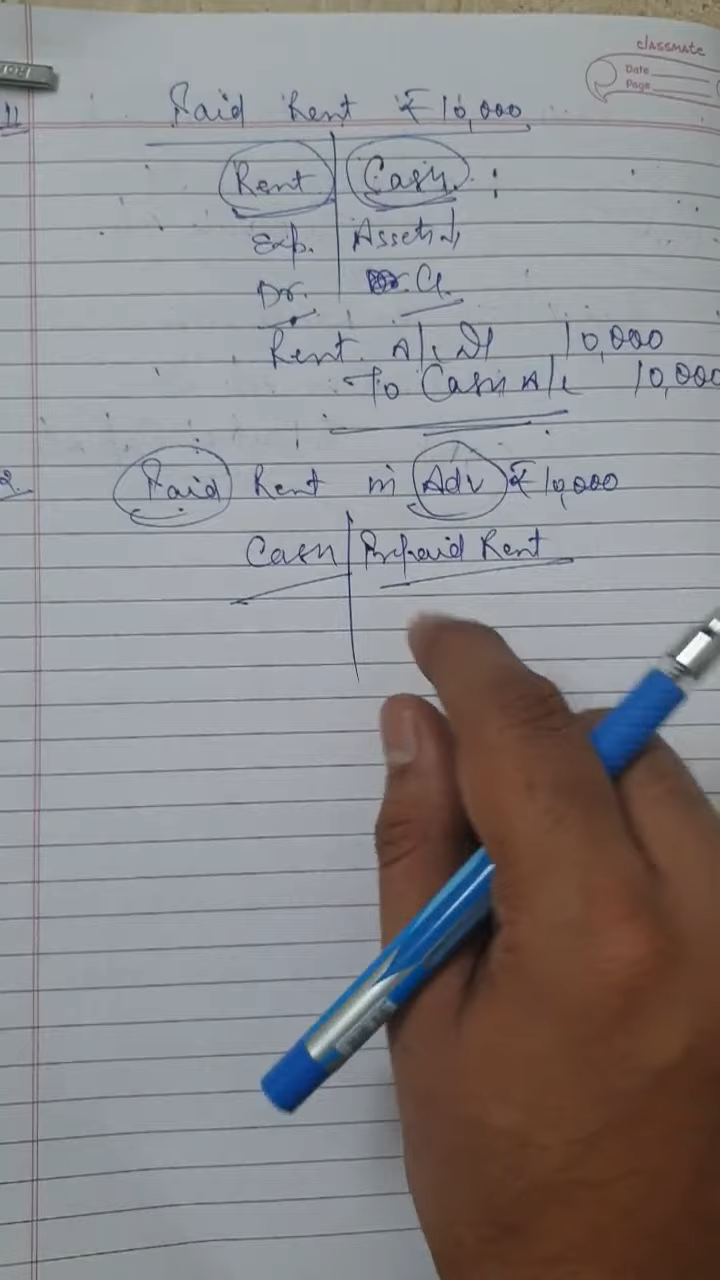 classmate
Date
Page
Paid Rent ₹10,000
Rent Cash :
Exp. Asset ↓
Dr. Cr.
Rent A/c Dr 10,000
To Cash A/c 10,000
2. Paid Rent in Adv ₹10,000
Cash Prepaid Rent